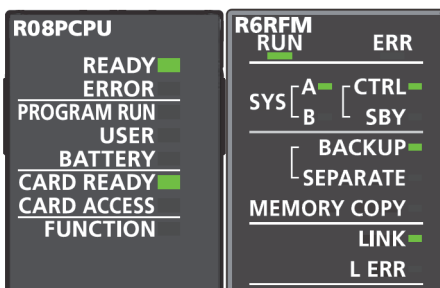 R08PCPU
READY
ERROR
PROGRAM RUN
USER
BATTERY
CARD READY
CARD ACCESS
FUNCTION
R6RFM
RUN ERR
SYS A CTRL
B SBY
BACKUP
SEPARATE
MEMORY COPY
LINK
L ERR